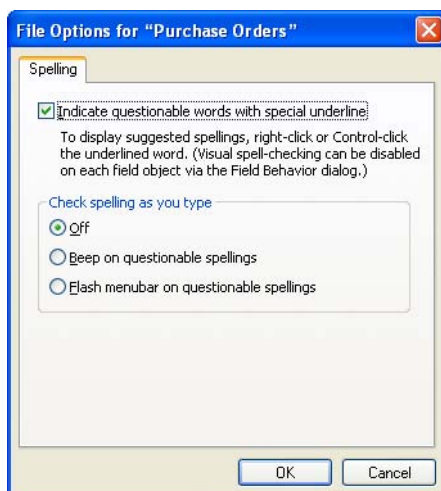 File Options for “Purchase Orders”
Spelling
Indicate questionable words with special underline
To display suggested spellings, right-click or Control-click
the underlined word. (Visual spell-checking can be disabled
on each field object via the Field Behavior dialog.)
Check spelling as you type
Off
Beep on questionable spellings
Flash menubar on questionable spellings
OK Cancel